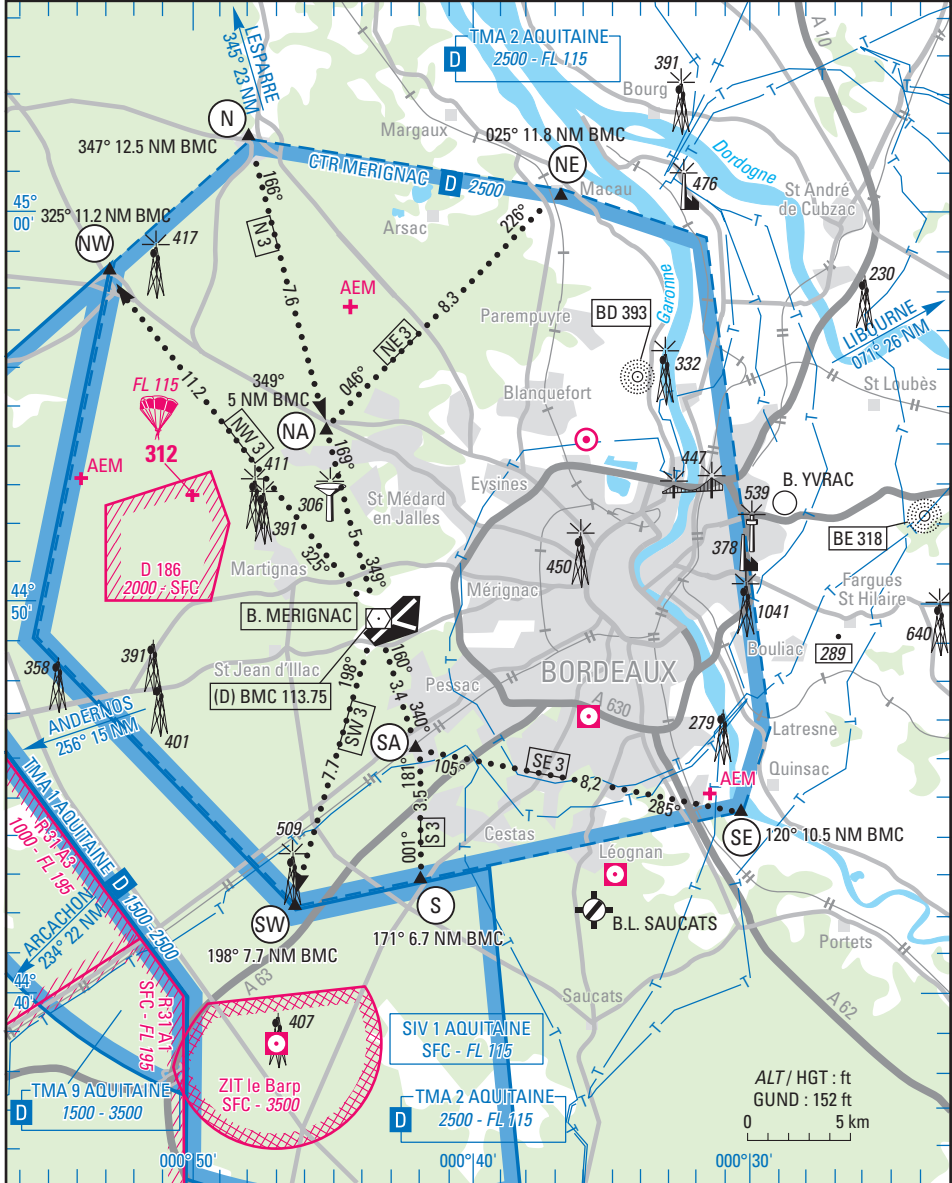 LESPARRE
345° 23 NM
TMA 2 AQUITAINE
D
2500 - FL 115
A 10
391
Bourg
N
347° 12.5 NM BMC
Margaux
025° 11.8 NM BMC
NE
Macau
CTR MERIGNAC
D
2500
Dordogne
476
St André
de Cubzac
45°
00'
325° 11.2 NM BMC
NW
417
166°
N 3
7.6
Arsac
226°
8.3
NE 3
046°
AEM
Parempuyre
BD 393
Garonne
332
230
LIBOURNE
071° 26 NM
St Loubès
FL 115
312
AEM
11.2
NW 3
349°
5 NM BMC
NA
Blanquefort
169°
5
349°
411
391
325°
306
St Médard
en Jalles
Eysines
447
B. YVRAC
539
BE 318
378
D 186
2000 - SFC
Martignas
450
Mérignac
44°
50'
B. MERIGNAC
1041
Fargues
St Hilaire
640
Bouliac
289
358
391
401
St Jean d'Illac
(D) BMC 113.75
198°
SW 3
7.7
160°
3.4
340°
Pessac
BORDEAUX
A 630
279
Latresne
ANDERNOS
256° 15 NM
SA
105°
SE 3
8,2
285°
AEM
Quinsac
SE
120° 10.5 NM BMC
TMA 1 AQUITAINE
D
1500-2500
R 31 A3
1000 - FL 195
181°
3.5
S 3
001°
509
Cestas
Léognan
SW
198° 7.7 NM BMC
S
171° 6.7 NM BMC
B.L. SAUCATS
Portets
ARCACHON
234° 22 NM
44°
40'
R 31 A1
SFC - FL 195
A 63
Saucats
A 62
407
ZIT le Barp
SFC - 3500
SIV 1 AQUITAINE
SFC - FL 115
TMA 9 AQUITAINE
D
1500 - 3500
TMA 2 AQUITAINE
D
2500 - FL 115
ALT / HGT : ft
GUND : 152 ft
0
5 km
000° 50'
000° 40'
000° 30'